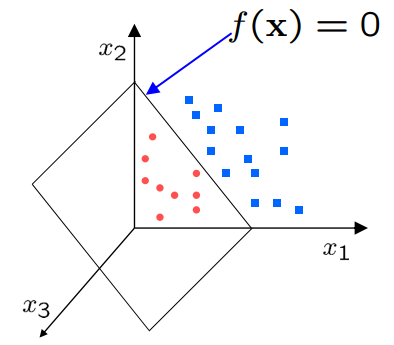 f(x) = 0
x₂
x₁
x₃